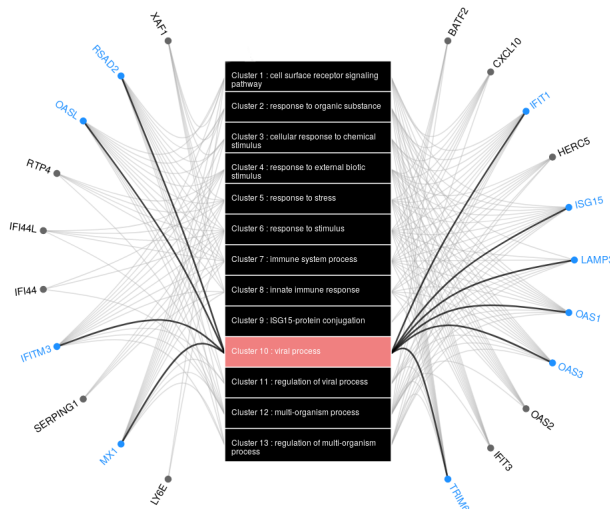 XAF1
RSAD2
OASL
RTP4
IFI44L
IFI44
IFITM3
SERPING1
MX1
LY6E
Cluster 1 : cell surface receptor signaling
pathway
Cluster 2 : response to organic substance
Cluster 3 : cellular response to chemical
stimulus
Cluster 4 : response to external biotic
stimulus
Cluster 5 : response to stress
Cluster 6 : response to stimulus
Cluster 7 : immune system process
Cluster 8 : innate immune response
Cluster 9 : ISG15-protein conjugation
Cluster 10 : viral process
Cluster 11 : regulation of viral process
Cluster 12 : multi-organism process
Cluster 13 : regulation of multi-organism
process
BATF2
CXCL10
IFIT1
HERC5
ISG15
OAS1
OAS3
OAS2
IFIT3